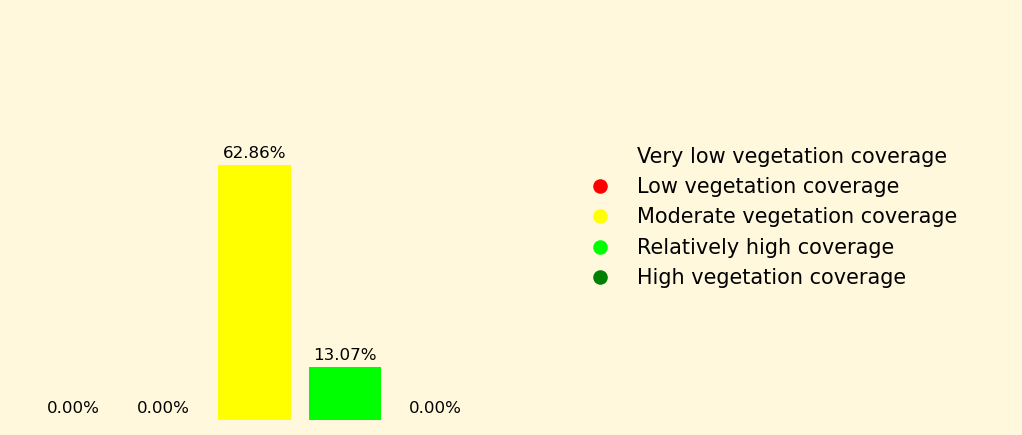 62.86%
Very low vegetation coverage
Low vegetation coverage
Moderate vegetation coverage
Relatively high coverage
High vegetation coverage
13.07%
0.00%
0.00%
0.00%